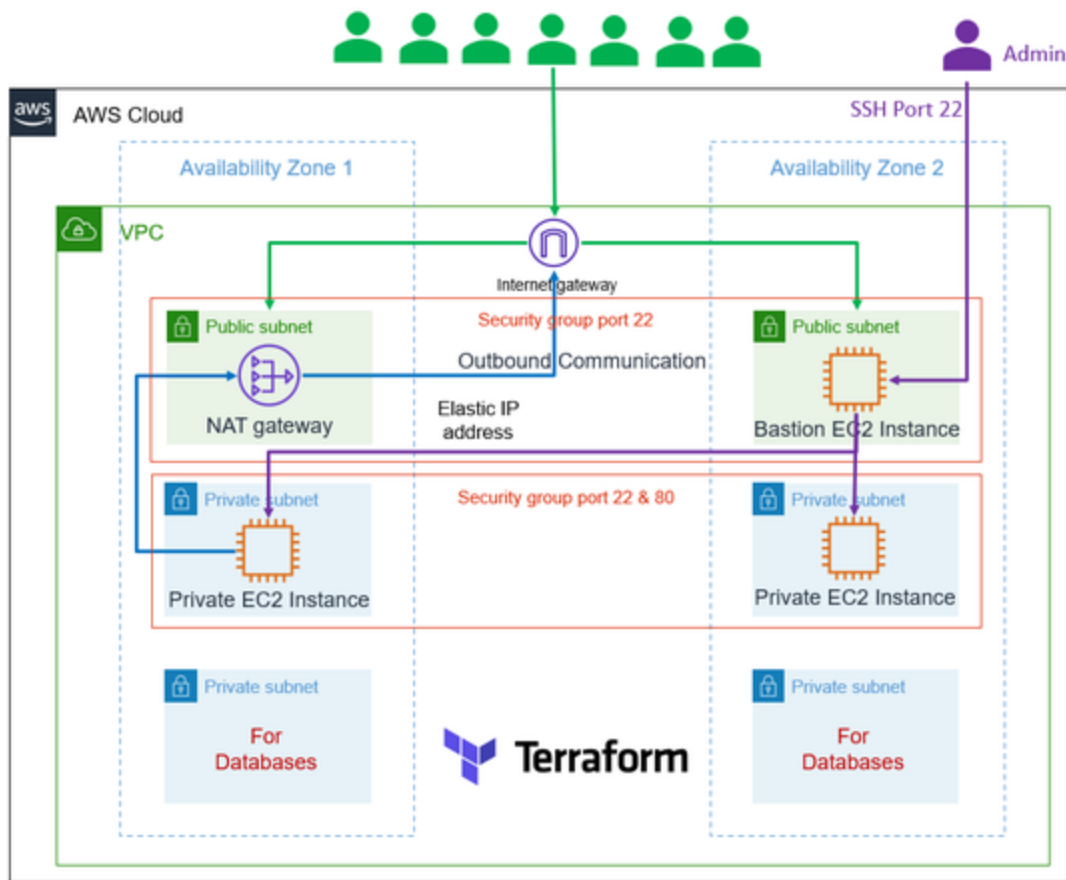 Admin
aws
AWS Cloud
SSH Port 22
Availability Zone 1
Availability Zone 2
VPC
Internet gateway
Public subnet
Security group port 22
Public subnet
Outbound Communication
NAT gateway
Elastic IP
address
Bastion EC2 Instance
Private subnet
Security group port 22 & 80
Private subnet
Private EC2 Instance
Private EC2 Instance
Private subnet
Private subnet
For
Databases
For
Databases
Terraform